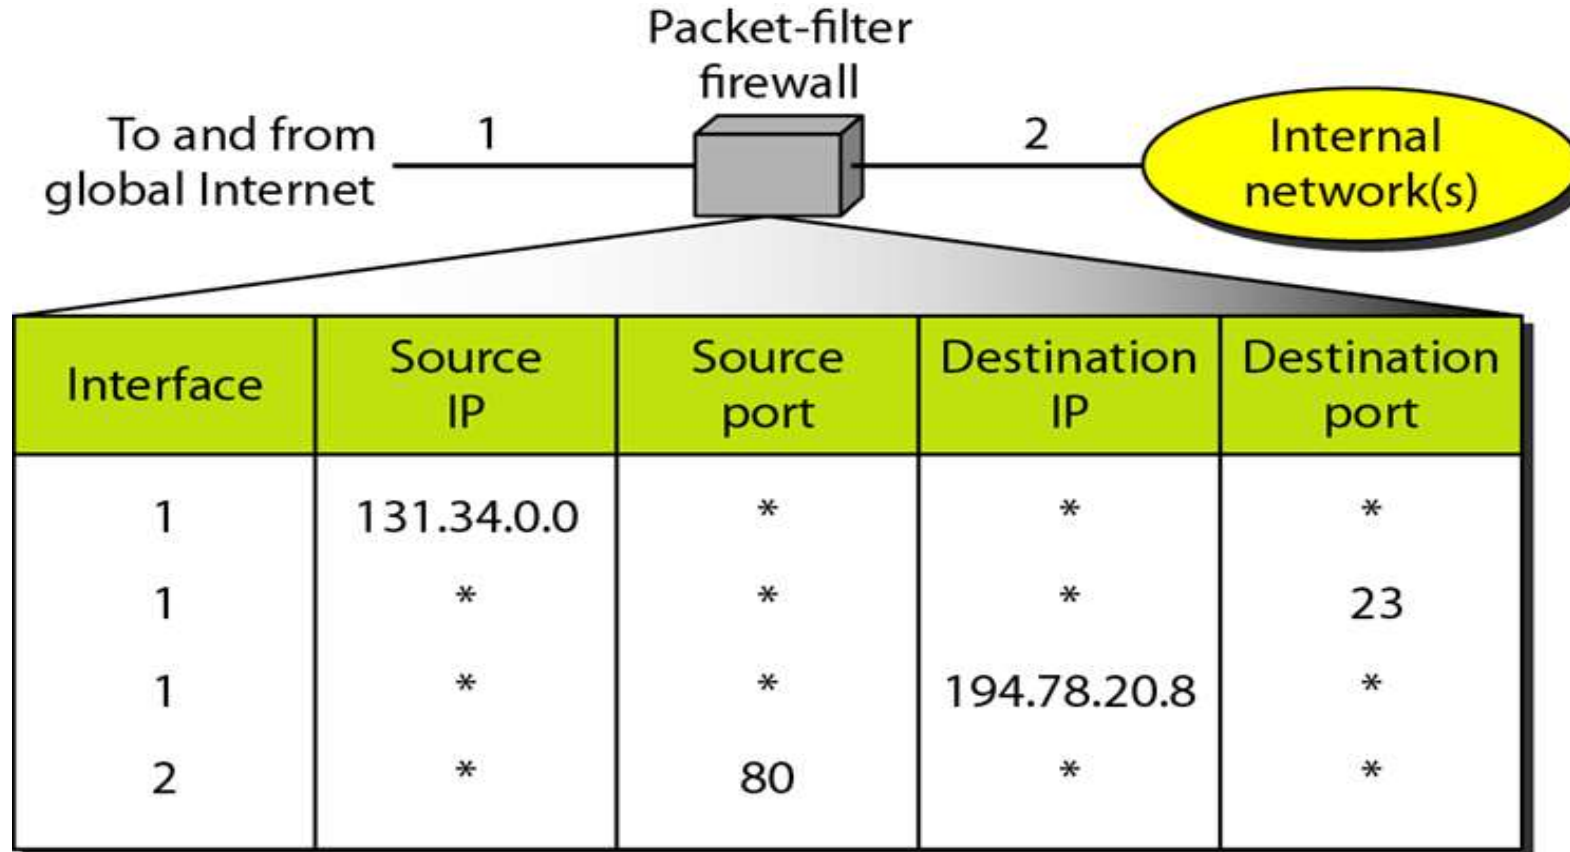 Packet-filter
firewall
To and from
global Internet
1
2
Internal
network(s)
Interface
Source
IP
Source
port
Destination
IP
Destination
port
1 131.34.0.0 * * *
1 * * * 23
1 * * 194.78.20.8 *
2 * 80 * *